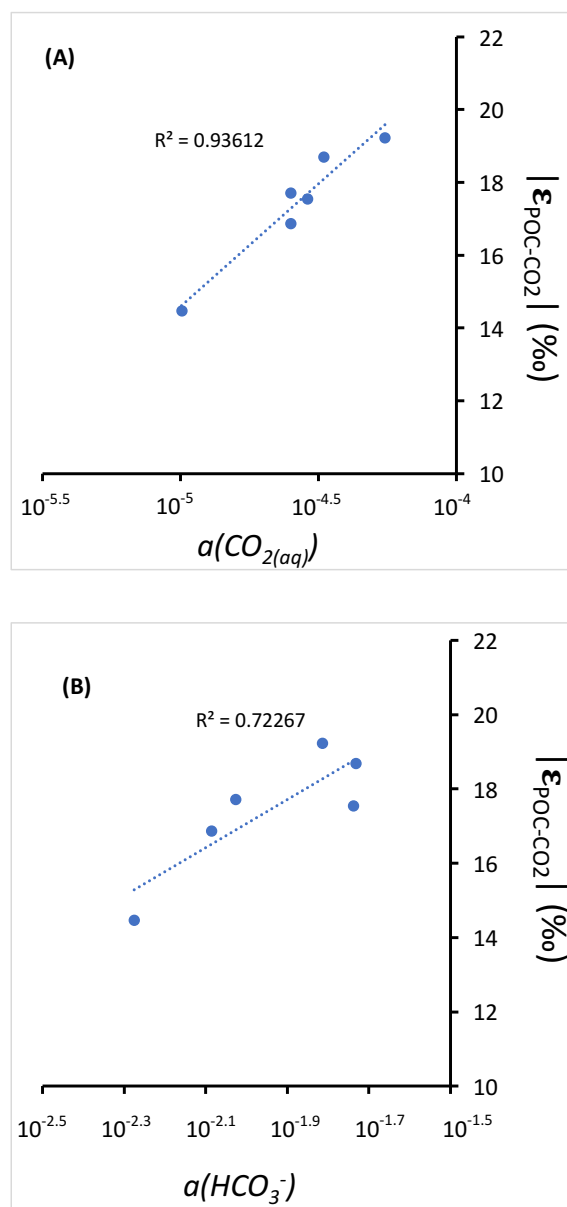 (A)
R² = 0.93612
22
20
18
16
14
12
10
|ε_POC-CO2| (‰)
10^-5.5 10^-5 10^-4.5 10^-4
a(CO_2(aq))
(B)
R² = 0.72267
22
20
18
16
14
12
10
|ε_POC-CO2| (‰)
10^-2.5 10^-2.3 10^-2.1 10^-1.9 10^-1.7 10^-1.5
a(HCO₃⁻)